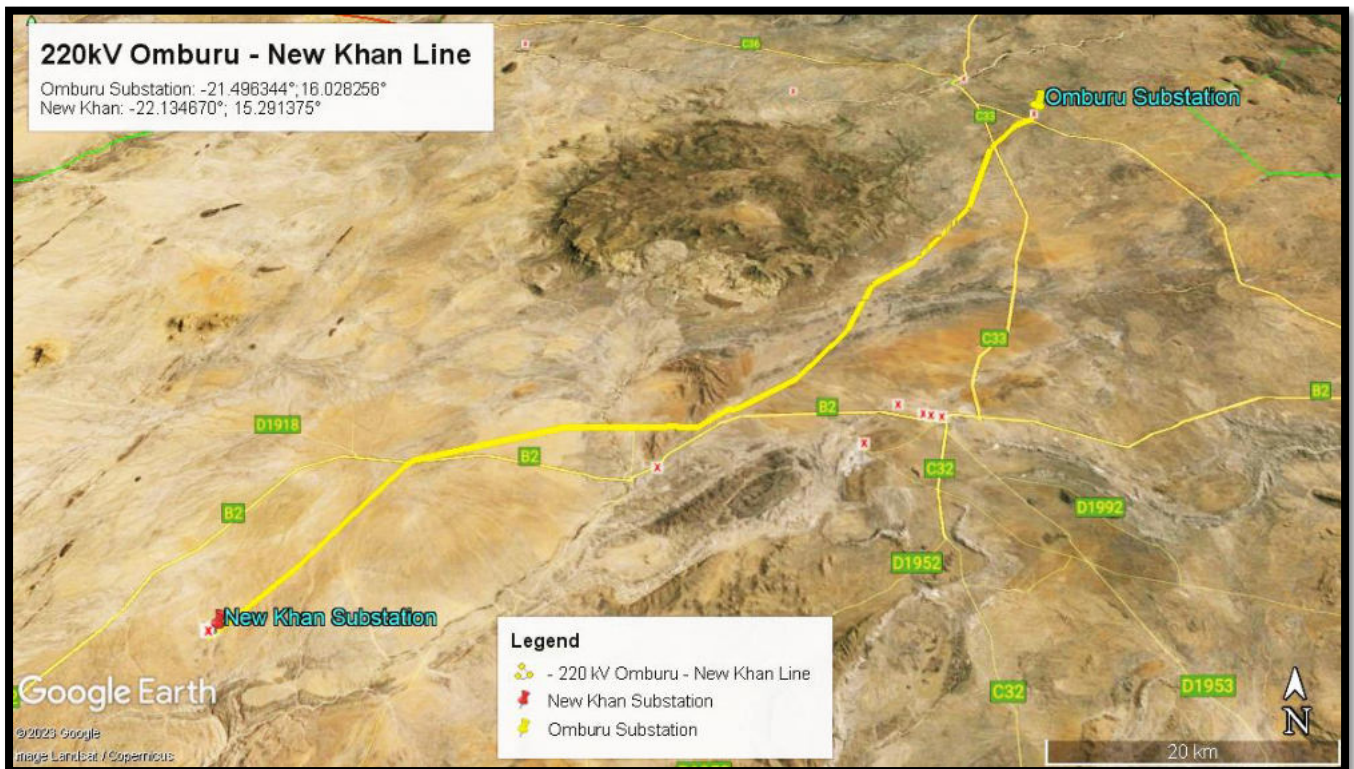 220kV Omburu - New Khan Line
Omburu Substation: -21.496344°; 16.028256°
New Khan: -22.134670°; 15.291375°
C36
Omburu Substation
C33
C33
B2
B2
D1918
B2
C32
B2
D1992
D1952
New Khan Substation
Legend
- 220 kV Omburu - New Khan Line
New Khan Substation
Omburu Substation
C32
D1953
N
Google Earth
©2023 Google
Image Landsat / Copernicus
20 km